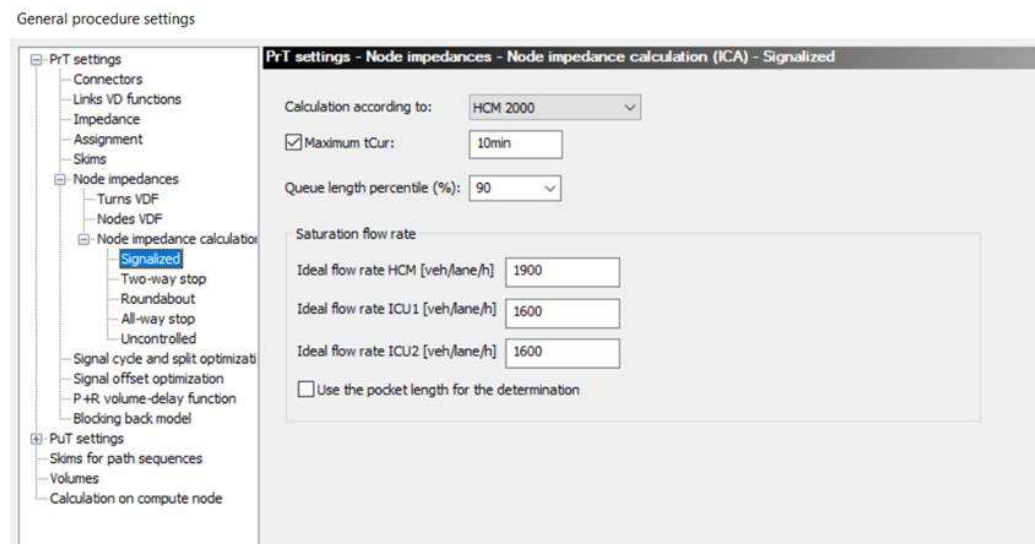 General procedure settings
PrT settings
Connectors
Links VD functions
Impedance
Assignment
Skims
Node impedances
Turns VDF
Nodes VDF
Node impedance calculation
Signalized
Two-way stop
Roundabout
All-way stop
Uncontrolled
Signal cycle and split optimizati
Signal offset optimization
P+R volume-delay function
Blocking back model
PuT settings
Skims for path sequences
Volumes
Calculation on compute node
PrT settings - Node impedances - Node impedance calculation (ICA) - Signalized
Calculation according to: HCM 2000
Maximum tCur: 10min
Queue length percentile (%): 90
Saturation flow rate
Ideal flow rate HCM [veh/lane/h] 1900
Ideal flow rate ICU1 [veh/lane/h] 1600
Ideal flow rate ICU2 [veh/lane/h] 1600
Use the pocket length for the determination